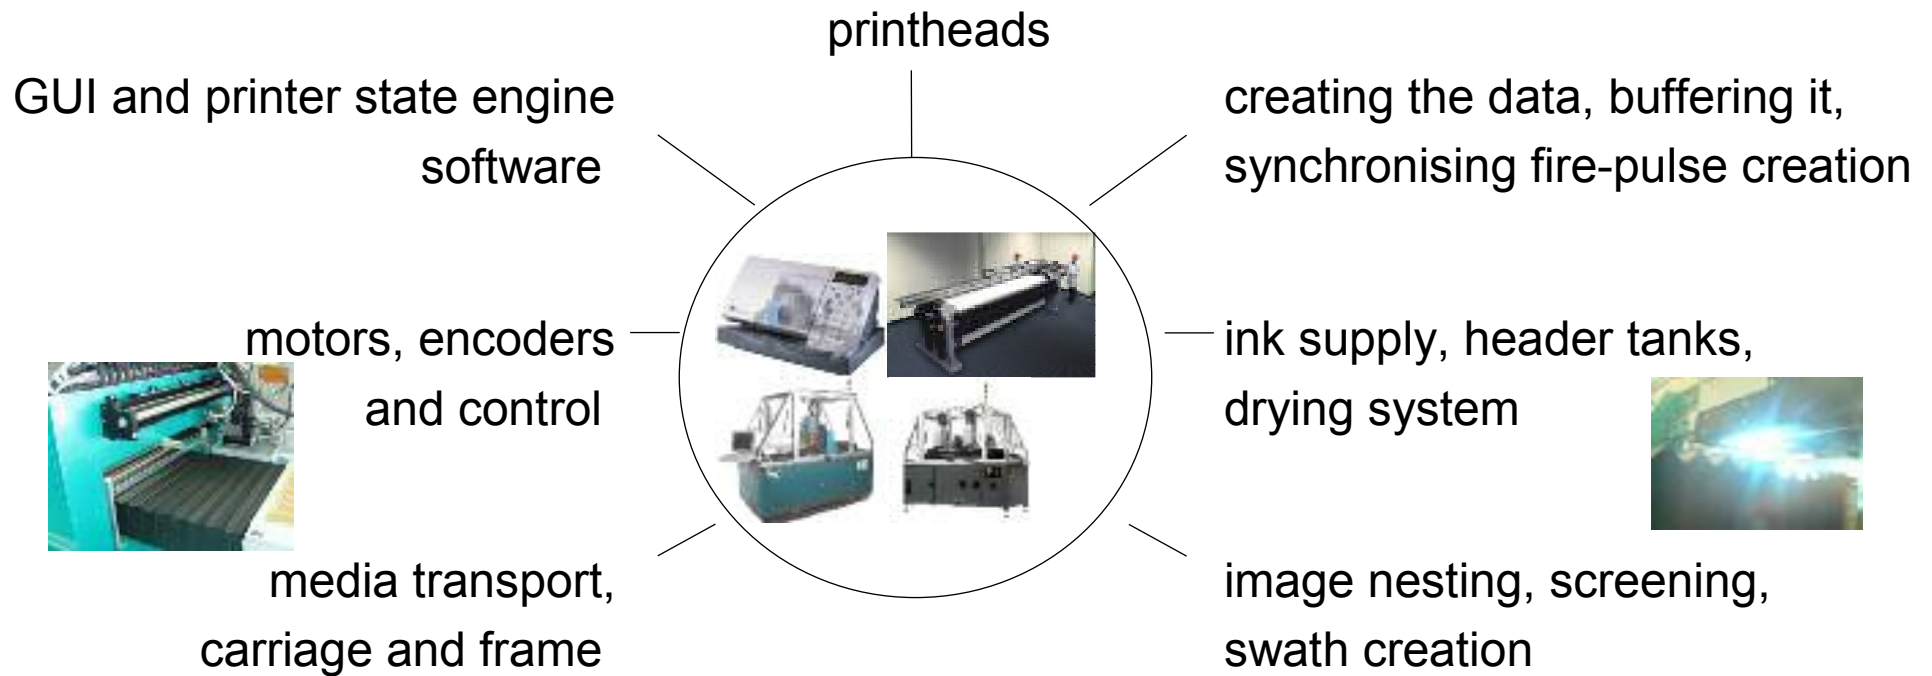 printheads
GUI and printer state engine
software
creating the data, buffering it,
synchronising fire-pulse creation
motors, encoders
and control
ink supply, header tanks,
drying system
media transport,
carriage and frame
image nesting, screening,
swath creation